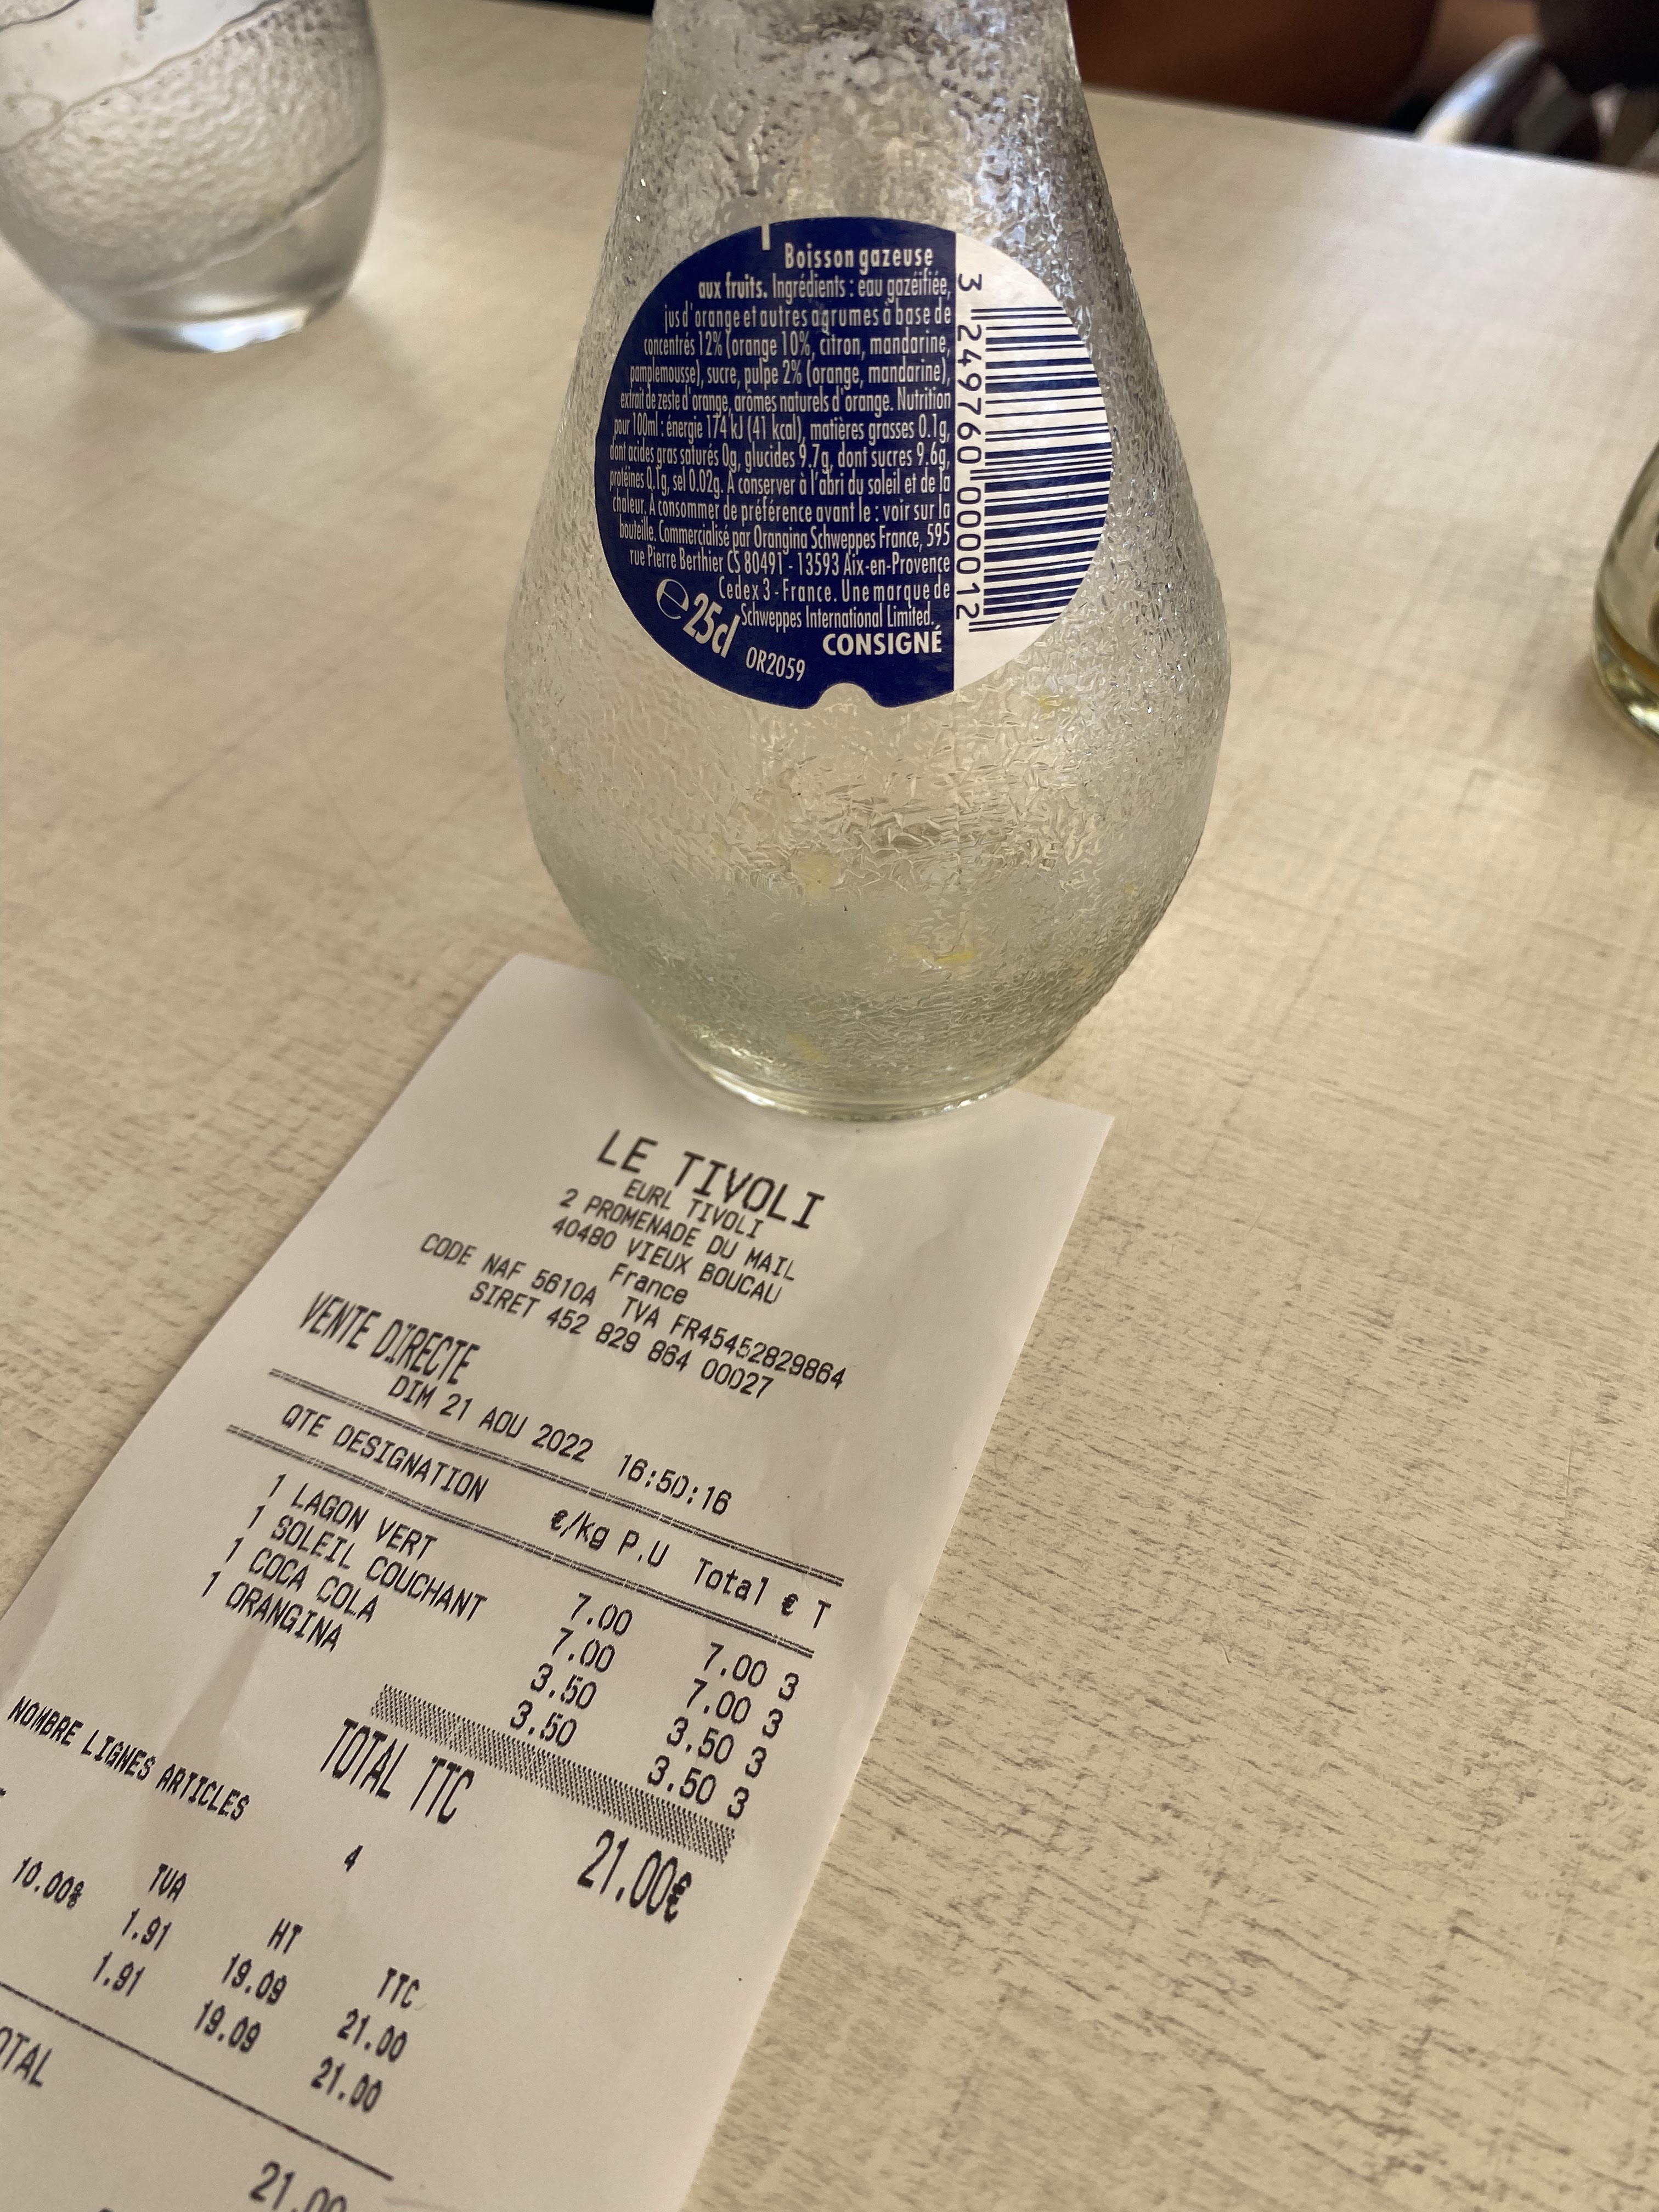 Boisson gazeuse
aux fruits. Ingrédients : eau gazéifiée,
jus d'orange et autres agrumes à base de
concentrés 12% (orange 10%, citron, mandarine,
pamplemousse), sucre, pulpe 2% (orange, mandarine),
extrait de zeste d'orange, arômes naturels d'orange. Nutrition
pour 100ml : énergie 174 kJ (41 kcal), matières grasses 0.1g,
dont acides gras saturés 0g, glucides 9.7g, dont sucres 9.6g,
protéines 0.1g, sel 0.02g. A conserver à l'abri du soleil et de la
chaleur. A consommer de préférence avant le : voir sur la
bouteille. Commercialisé par Orangina Schweppes France, 595
rue Pierre Berthier CS 80491 - 13593 Aix-en-Provence
Cedex 3 - France. Une marque de
Schweppes International Limited.
CONSIGNÉ
e 25cl
OR2059
3 249760 000012
LE TIVOLI
EURL TIVOLI
2 PROMENADE DU MAIL
40480 VIEUX BOUCAU
France
CODE NAF 5610A TVA FR45452829864
SIRET 452 829 864 00027
VENTE DIRECTE
DIM 21 AOU 2022 16:50:16
QTE DESIGNATION €/kg P.U Total € T
1 LAGON VERT 7.00 7.00 3
1 SOLEIL COUCHANT 7.00 7.00 3
1 COCA COLA 3.50 3.50 3
1 ORANGINA 3.50 3.50 3
TOTAL TTC 21.00€
NOMBRE LIGNES ARTICLES 4
TVA HT TTC
10.00% 1.91 19.09 21.00
1.91 19.09 21.00
OTAL 21.00